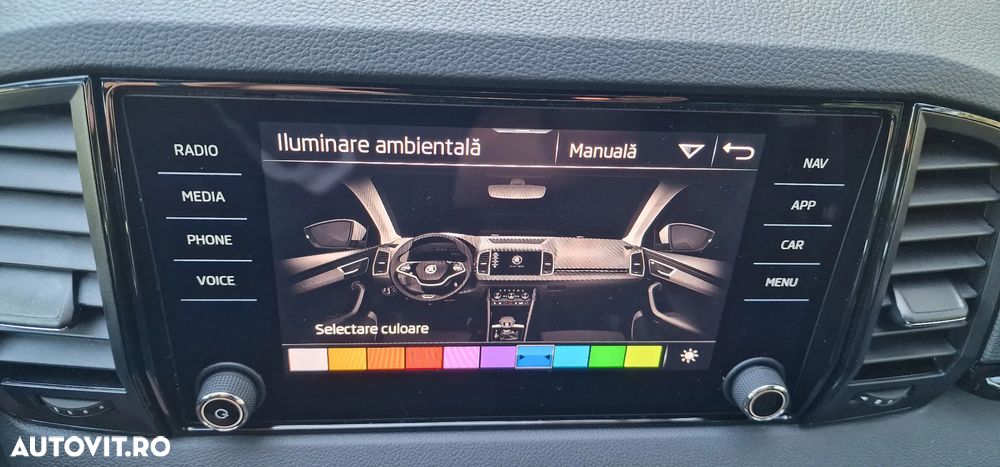 Iluminare ambientală
Manuală
RADIO
MEDIA
PHONE
VOICE
NAV
APP
CAR
MENU
Selectare culoare
AUTOVIT.RO